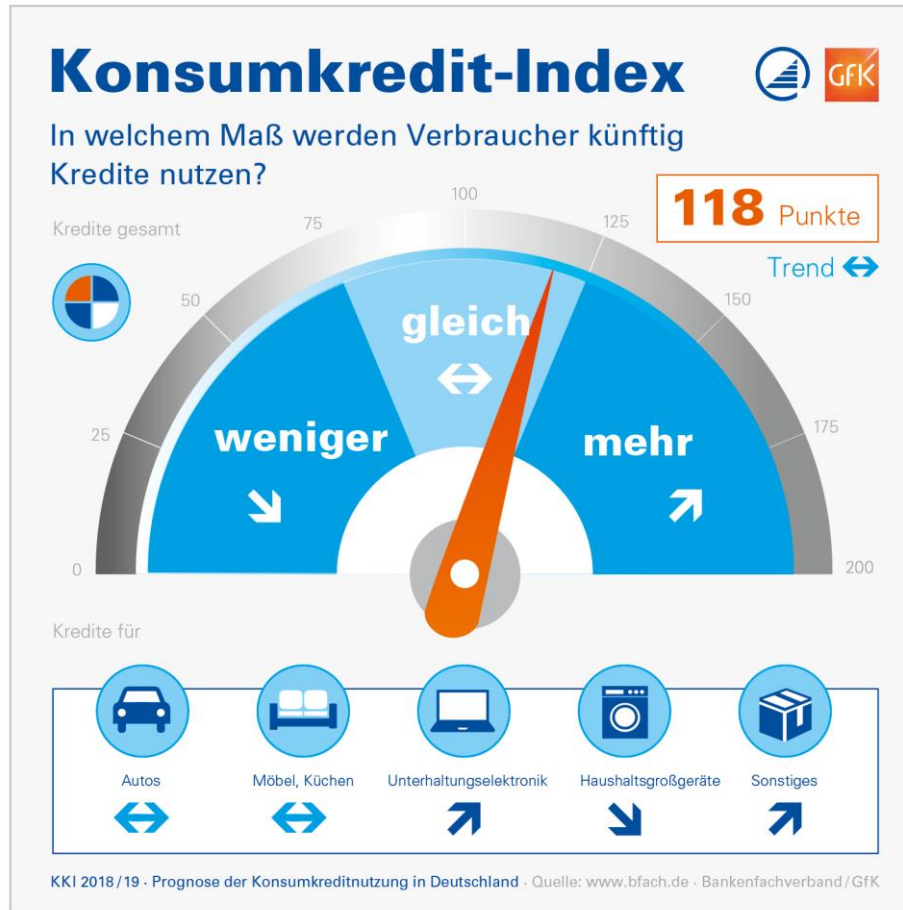 Konsumkredit-Index
GfK
In welchem Maß werden Verbraucher künftig
Kredite nutzen?
118 Punkte
Trend
Kredite gesamt
0
25
50
75
100
125
150
175
200
weniger
gleich
mehr
Kredite für
Autos
Möbel, Küchen
Unterhaltungselektronik
Haushaltsgroßgeräte
Sonstiges
KKI 2018/19 · Prognose der Konsumkreditnutzung in Deutschland · Quelle: www.bfach.de · Bankenfachverband/GfK